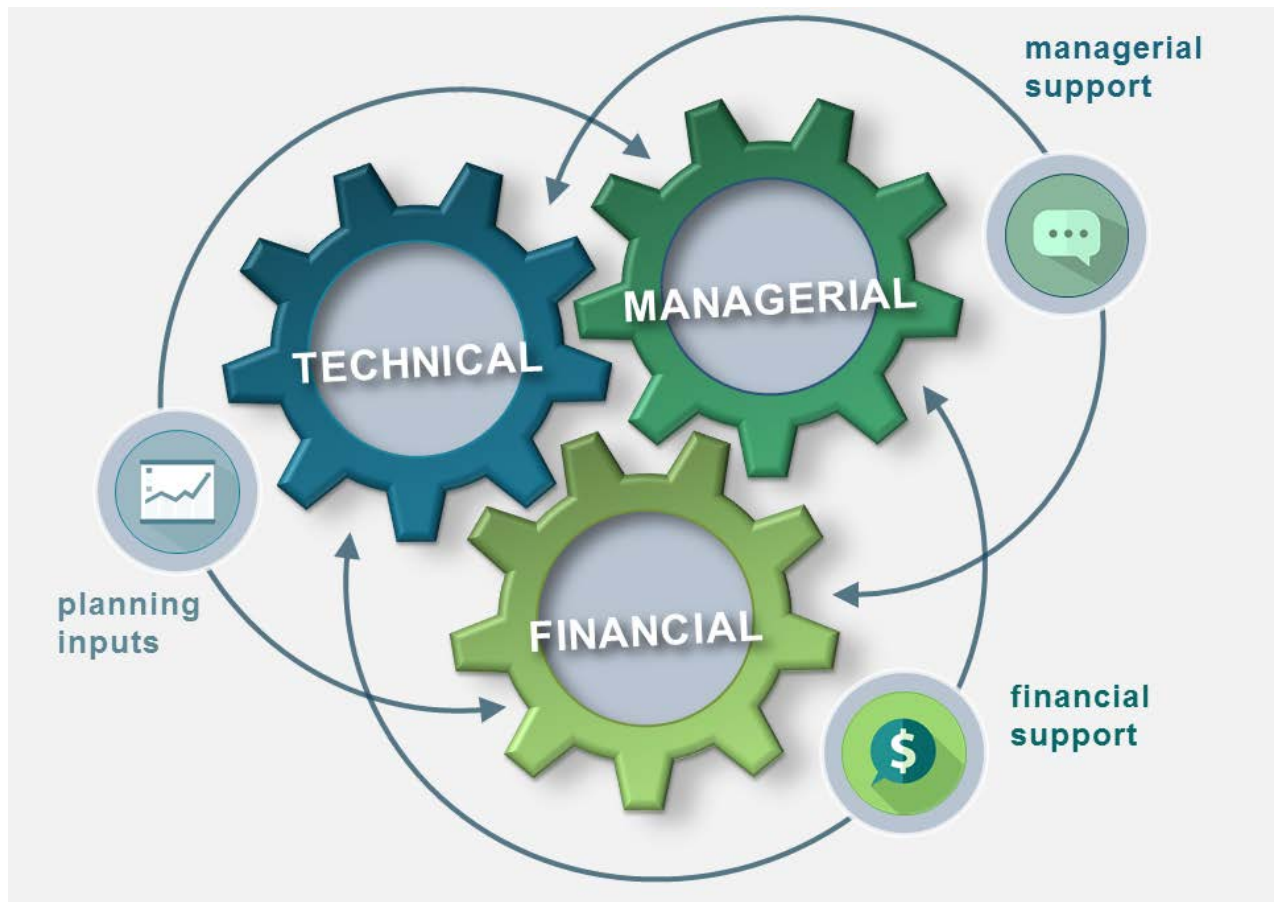 managerial
support
MANAGERIAL
TECHNICAL
planning
inputs
FINANCIAL
financial
support
$